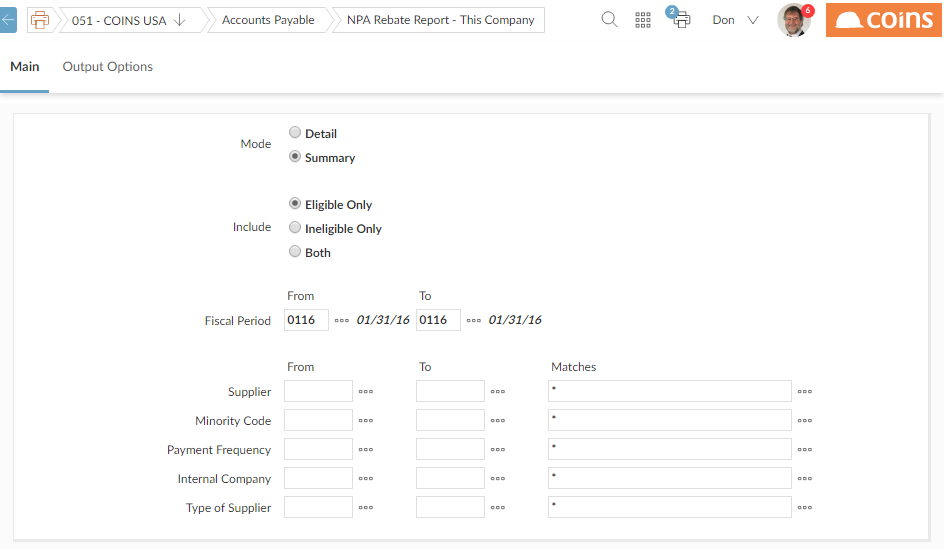 051 - COINS USA Accounts Payable NPA Rebate Report - This Company 2 Don 6 COINS
Main Output Options
Mode
Detail
Summary
Include
Eligible Only
Ineligible Only
Both
From To
Fiscal Period 0116 01/31/16 0116 01/31/16
From To Matches
Supplier *
Minority Code *
Payment Frequency *
Internal Company *
Type of Supplier *